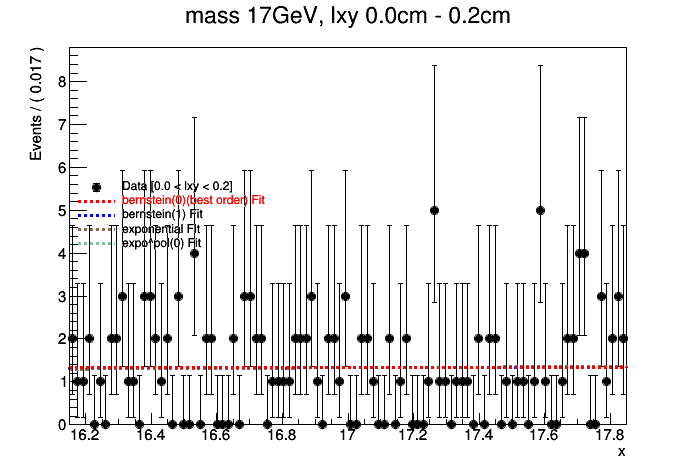 mass 17GeV, lxy 0.0cm - 0.2cm
Events / ( 0.017 )
8
7
6
5
4
3
2
1
0
Data [0.0 < lxy < 0.2]
bernstein(0)(best order) Fit
bernstein(1) Fit
exponential Fit
expo*pol(0) Fit
16.2 16.4 16.6 16.8 17 17.2 17.4 17.6 17.8
x